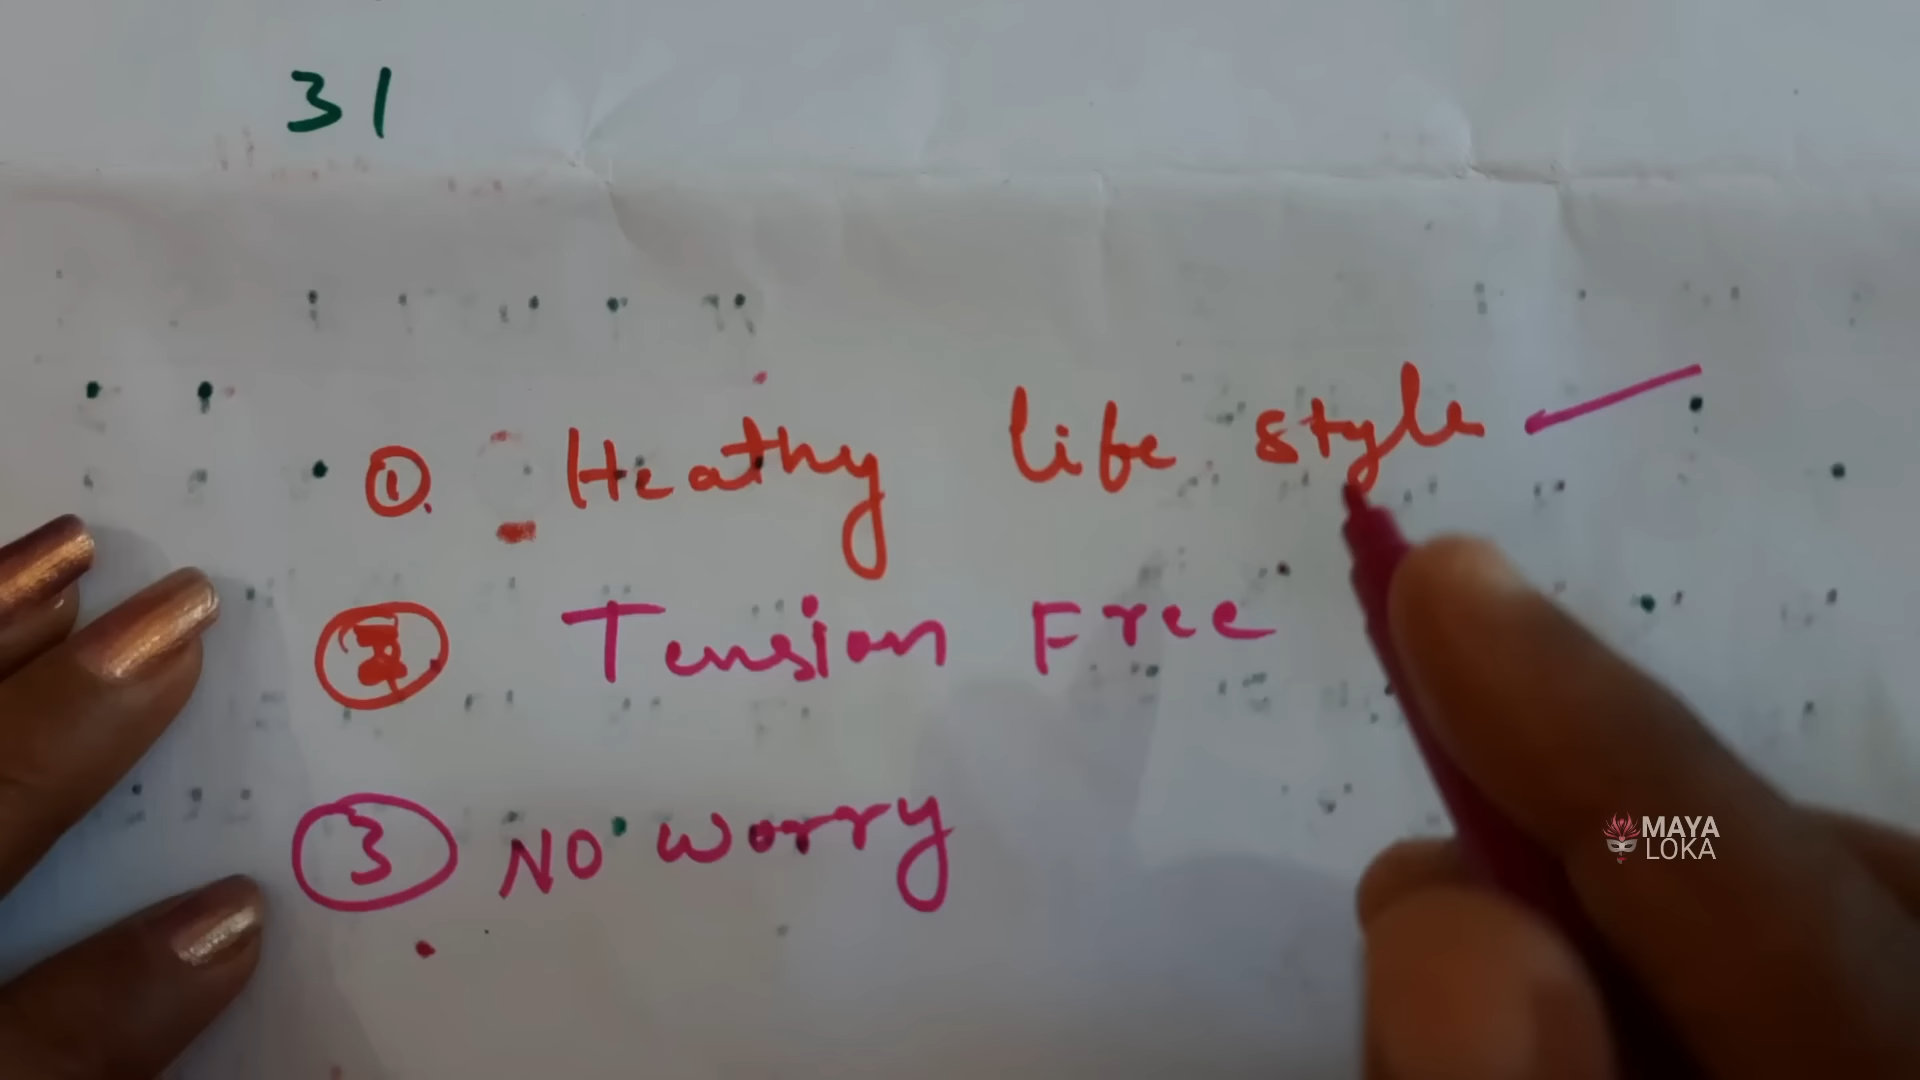 31
① Heathy life style
② Tension Free
③ NO worry
MAYA
LOKA